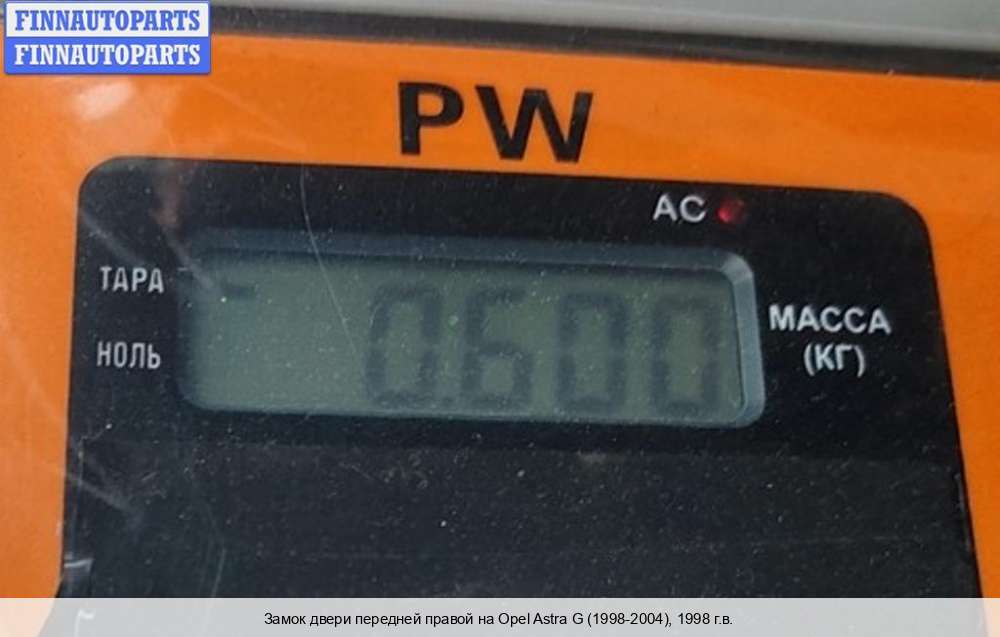 FINNAUTOPARTS
FINNAUTOPARTS
PW
AC
ТАРА
0.600
НОЛЬ
МАССА
(КГ)
Замок двери передней правой на Opel Astra G (1998-2004), 1998 г.в.